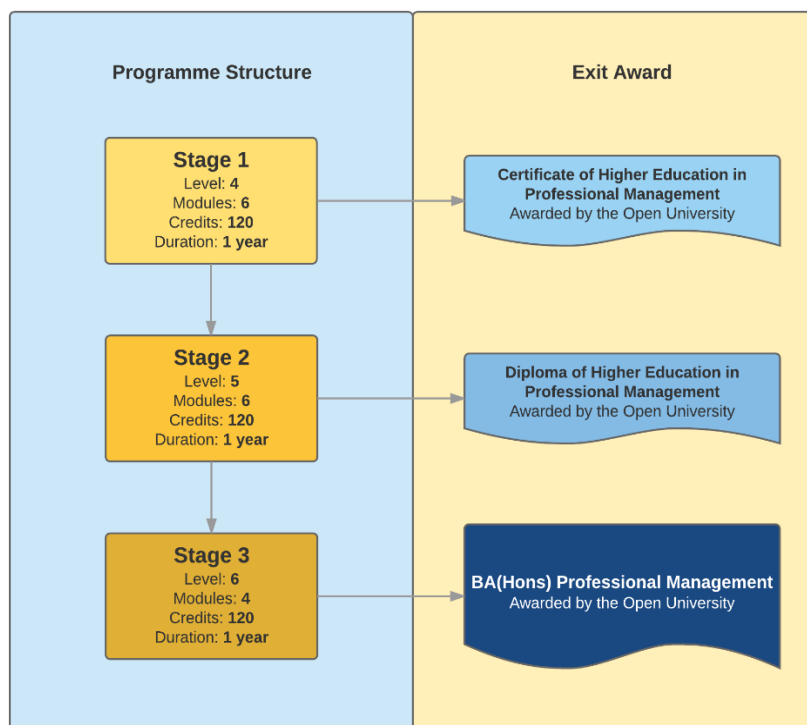 Programme Structure
Exit Award
Stage 1
Level: 4
Modules: 6
Credits: 120
Duration: 1 year
Certificate of Higher Education in
Professional Management
Awarded by the Open University
Stage 2
Level: 5
Modules: 6
Credits: 120
Duration: 1 year
Diploma of Higher Education in
Professional Management
Awarded by the Open University
Stage 3
Level: 6
Modules: 4
Credits: 120
Duration: 1 year
BA(Hons) Professional Management
Awarded by the Open University